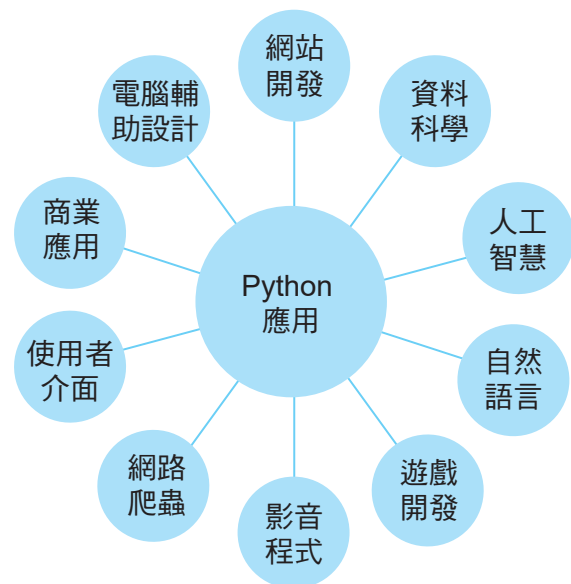 Python
應用
網站
開發
資料
科學
人工
智慧
自然
語言
遊戲
開發
影音
程式
網路
爬蟲
使用者
介面
商業
應用
電腦輔
助設計